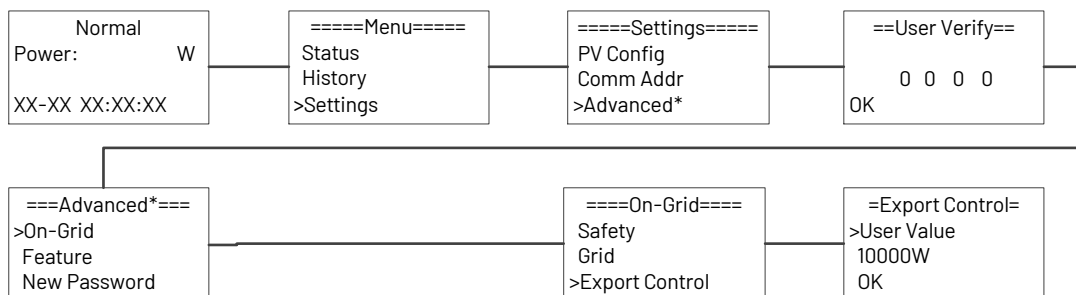 Normal
Power: W
XX-XX XX:XX:XX
=====Menu=====
Status
History
>Settings
=====Settings=====
PV Config
Comm Addr
>Advanced*
==User Verify==
0 0 0 0
OK
===Advanced*===
>On-Grid
Feature
New Password
====On-Grid====
Safety
Grid
>Export Control
=Export Control=
>User Value
10000W
OK